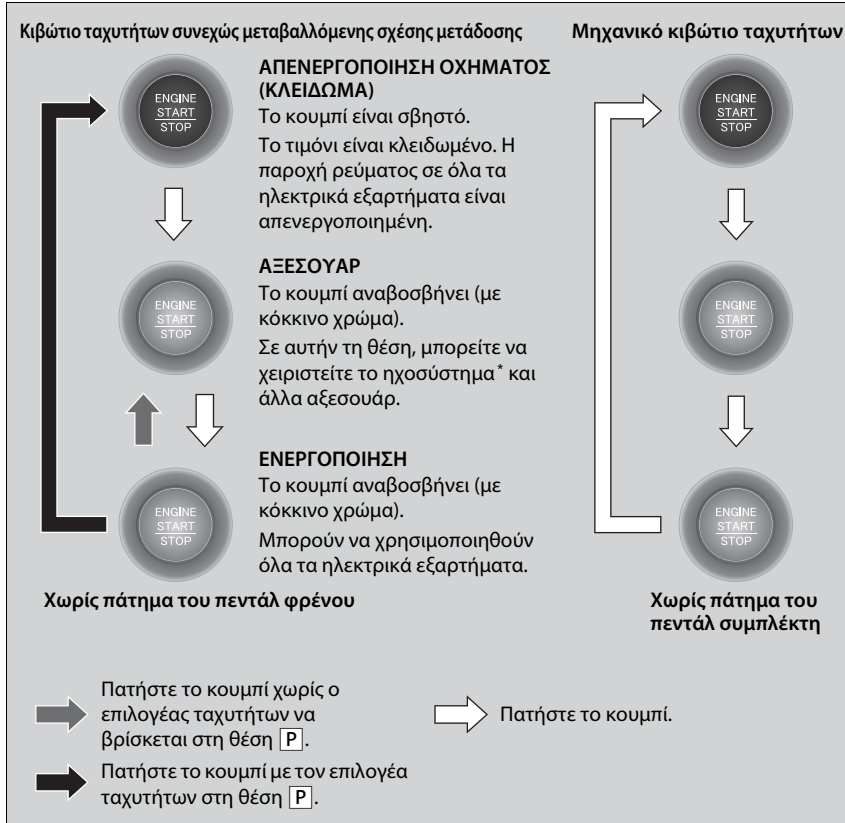 Κιβώτιο ταχυτήτων συνεχώς μεταβαλλόμενης σχέσης μετάδοσης
Μηχανικό κιβώτιο ταχυτήτων
ENGINE
START
STOP
ΑΠΕΝΕΡΓΟΠΟΙΗΣΗ ΟΧΗΜΑΤΟΣ
(ΚΛΕΙΔΩΜΑ)
Το κουμπί είναι σβηστό.
Το τιμόνι είναι κλειδωμένο. Η
παροχή ρεύματος σε όλα τα
ηλεκτρικά εξαρτήματα είναι
απενεργοποιημένη.
ENGINE
START
STOP
ENGINE
START
STOP
ΑΞΕΣΟΥΑΡ
Το κουμπί αναβοσβήνει (με
κόκκινο χρώμα).
Σε αυτήν τη θέση, μπορείτε να
χειριστείτε το ηχοσύστημα* και
άλλα αξεσουάρ.
ENGINE
START
STOP
ENGINE
START
STOP
ΕΝΕΡΓΟΠΟΙΗΣΗ
Το κουμπί αναβοσβήνει (με
κόκκινο χρώμα).
Μπορούν να χρησιμοποιηθούν
όλα τα ηλεκτρικά εξαρτήματα.
ENGINE
START
STOP
Χωρίς πάτημα του πεντάλ φρένου
Χωρίς πάτημα του
πεντάλ συμπλέκτη
Πατήστε το κουμπί χωρίς ο
επιλογέας ταχυτήτων να
βρίσκεται στη θέση P.
Πατήστε το κουμπί.
Πατήστε το κουμπί με τον επιλογέα
ταχυτήτων στη θέση P.